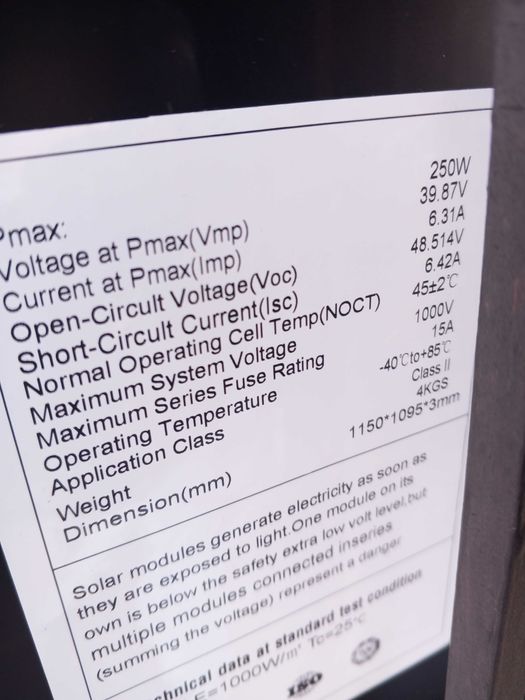 Pmax: 250W
Voltage at Pmax(Vmp) 39.87V
Current at Pmax(Imp) 6.31A
Open-Circult Voltage(Voc) 48.514V
Short-Circult Current(Isc) 6.42A
Normal Operating Cell Temp(NOCT) 45±2℃
Maximum System Voltage 1000V
Maximum Series Fuse Rating 15A
Operating Temperature -40℃to+85℃
Application Class Class II
Weight 4KGS
Dimension(mm) 1150*1095*3mm
Solar modules generate electricity as soon as
they are exposed to light.One module on its
own is below the safety extra low volt level,but
multiple modules connected inseries
(summing the voltage) represent a danger
chnical data at standard test condition
E=1000W/m² Tc=25℃
ISO